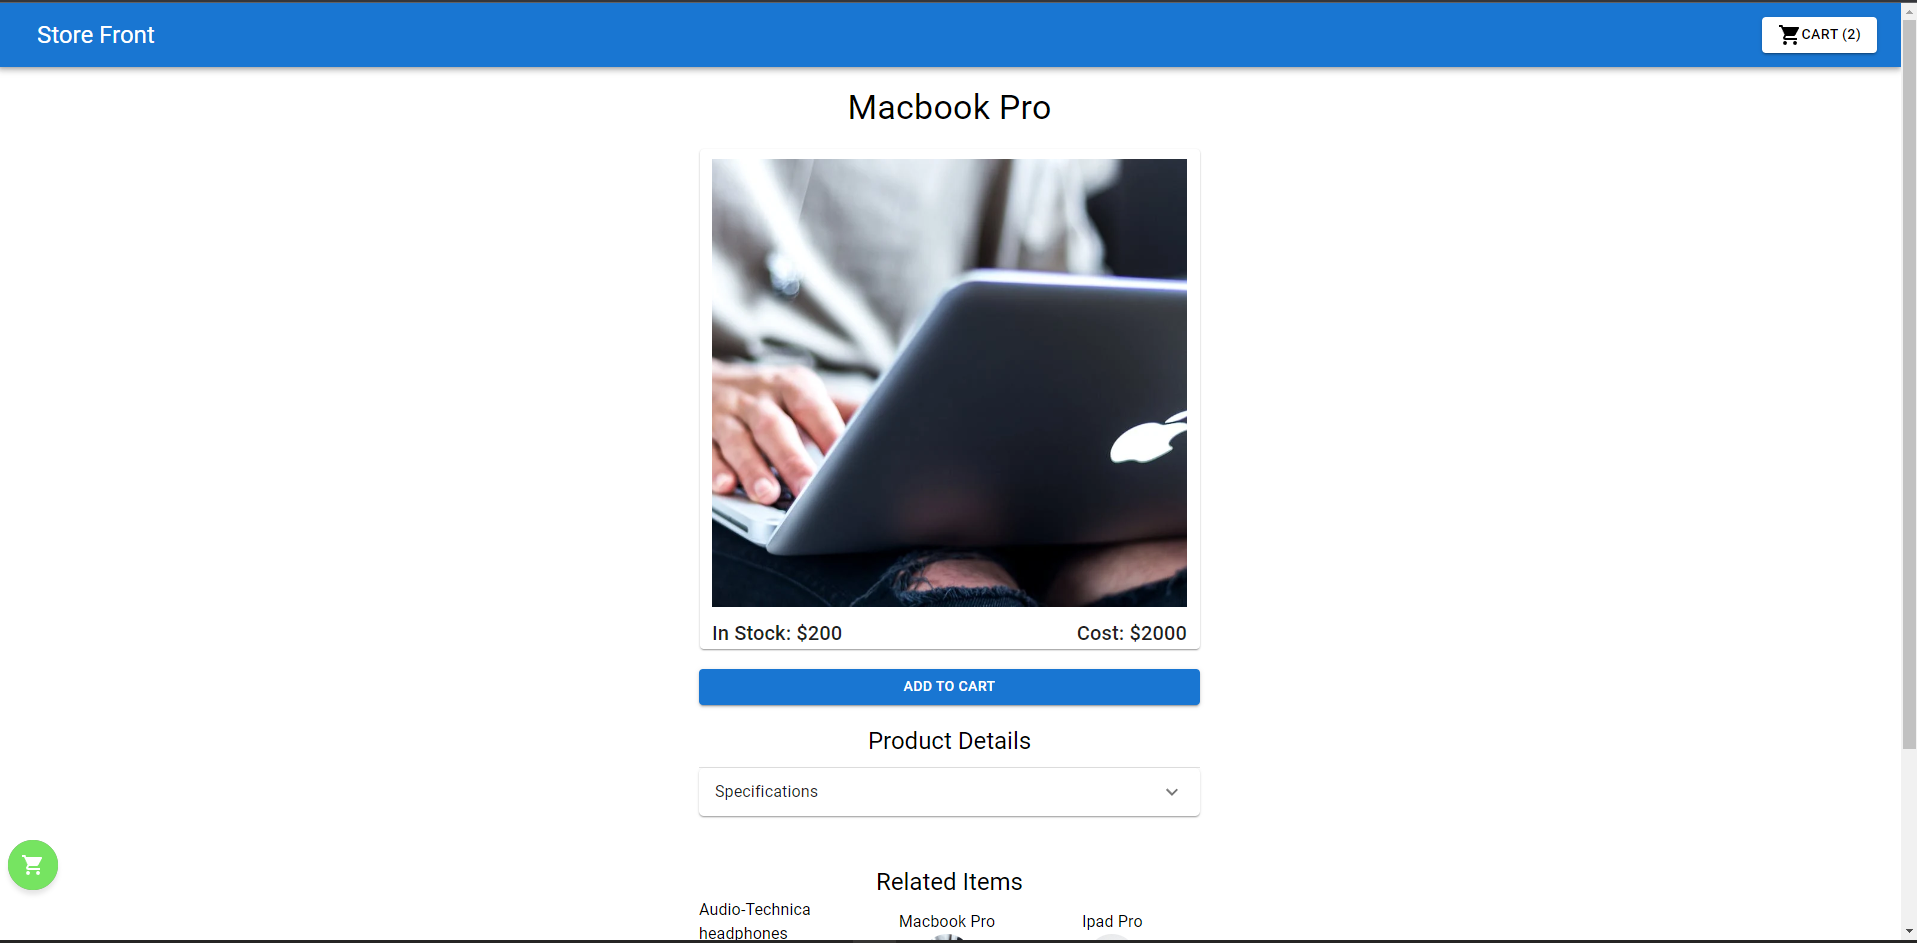 Store Front
CART (2)
Macbook Pro
In Stock: $200
Cost: $2000
ADD TO CART
Product Details
Specifications
Related Items
Audio-Technica
headphones
Macbook Pro
Ipad Pro